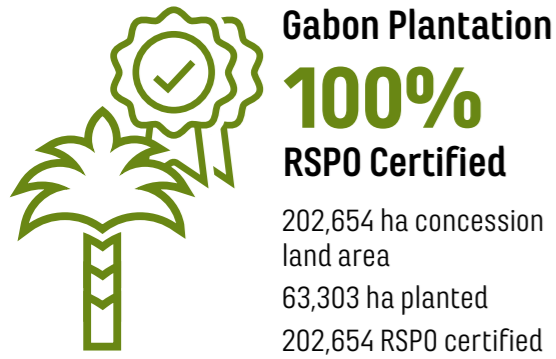 Gabon Plantation
100%
RSPO Certified
202,654 ha concession
land area
63,303 ha planted
202,654 RSPO certified